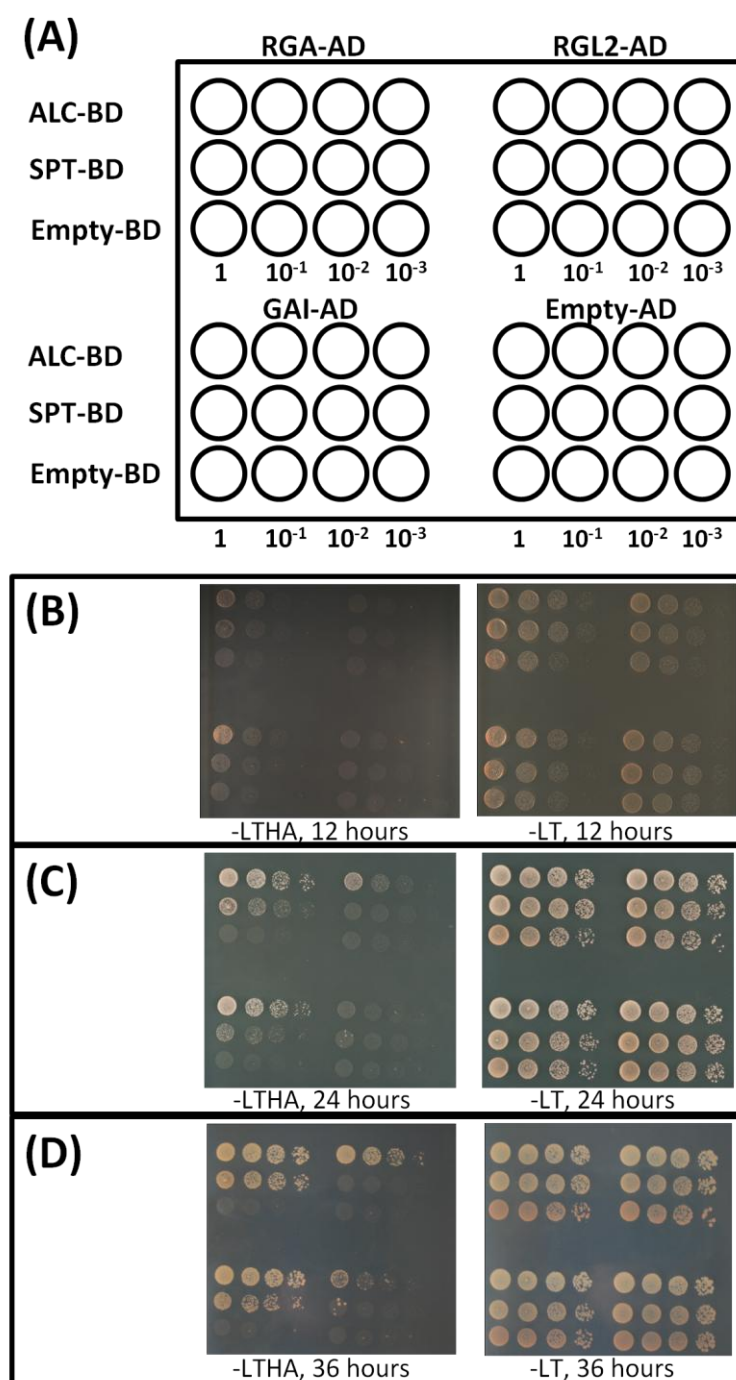 (A)
RGA-AD RGL2-AD
ALC-BD
SPT-BD
Empty-BD
1 10⁻¹ 10⁻² 10⁻³ 1 10⁻¹ 10⁻² 10⁻³
GAI-AD Empty-AD
ALC-BD
SPT-BD
Empty-BD
1 10⁻¹ 10⁻² 10⁻³ 1 10⁻¹ 10⁻² 10⁻³
(B)
-LTHA, 12 hours -LT, 12 hours
(C)
-LTHA, 24 hours -LT, 24 hours
(D)
-LTHA, 36 hours -LT, 36 hours